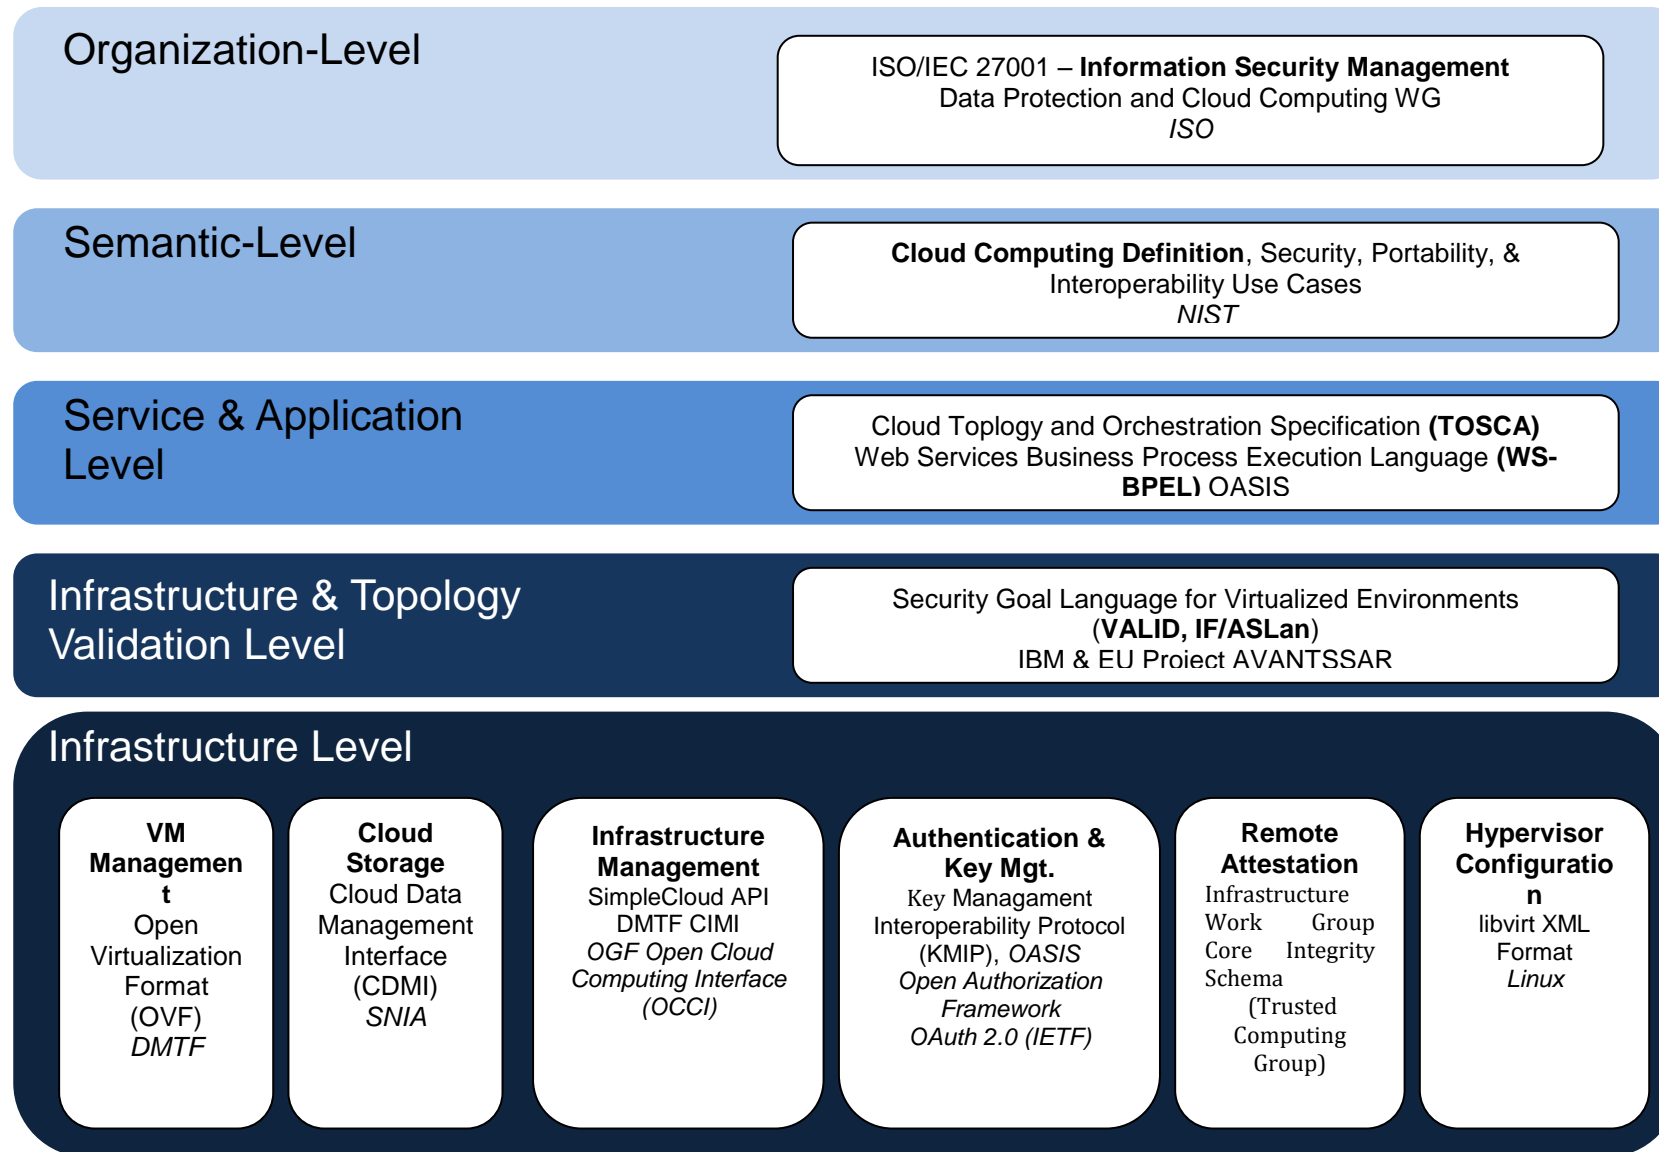 Organization-Level
ISO/IEC 27001 – Information Security Management
Data Protection and Cloud Computing WG
ISO
Semantic-Level
Cloud Computing Definition, Security, Portability, &
Interoperability Use Cases
NIST
Service & Application
Level
Cloud Toplogy and Orchestration Specification (TOSCA)
Web Services Business Process Execution Language (WS-
BPEL) OASIS
Infrastructure & Topology
Validation Level
Security Goal Language for Virtualized Environments
(VALID, IF/ASLan)
IBM & EU Project AVANTSSAR
Infrastructure Level
VM
Managemen
t
Open
Virtualization
Format
(OVF)
DMTF
Cloud
Storage
Cloud Data
Management
Interface
(CDMI)
SNIA
Infrastructure
Management
SimpleCloud API
DMTF CIMI
OGF Open Cloud
Computing Interface
(OCCI)
Authentication &
Key Mgt.
Key Managament
Interoperability Protocol
(KMIP), OASIS
Open Authorization
Framework
OAuth 2.0 (IETF)
Remote
Attestation
Infrastructure
Work Group
Core Integrity
Schema
(Trusted
Computing
Group)
Hypervisor
Configuratio
n
libvirt XML
Format
Linux